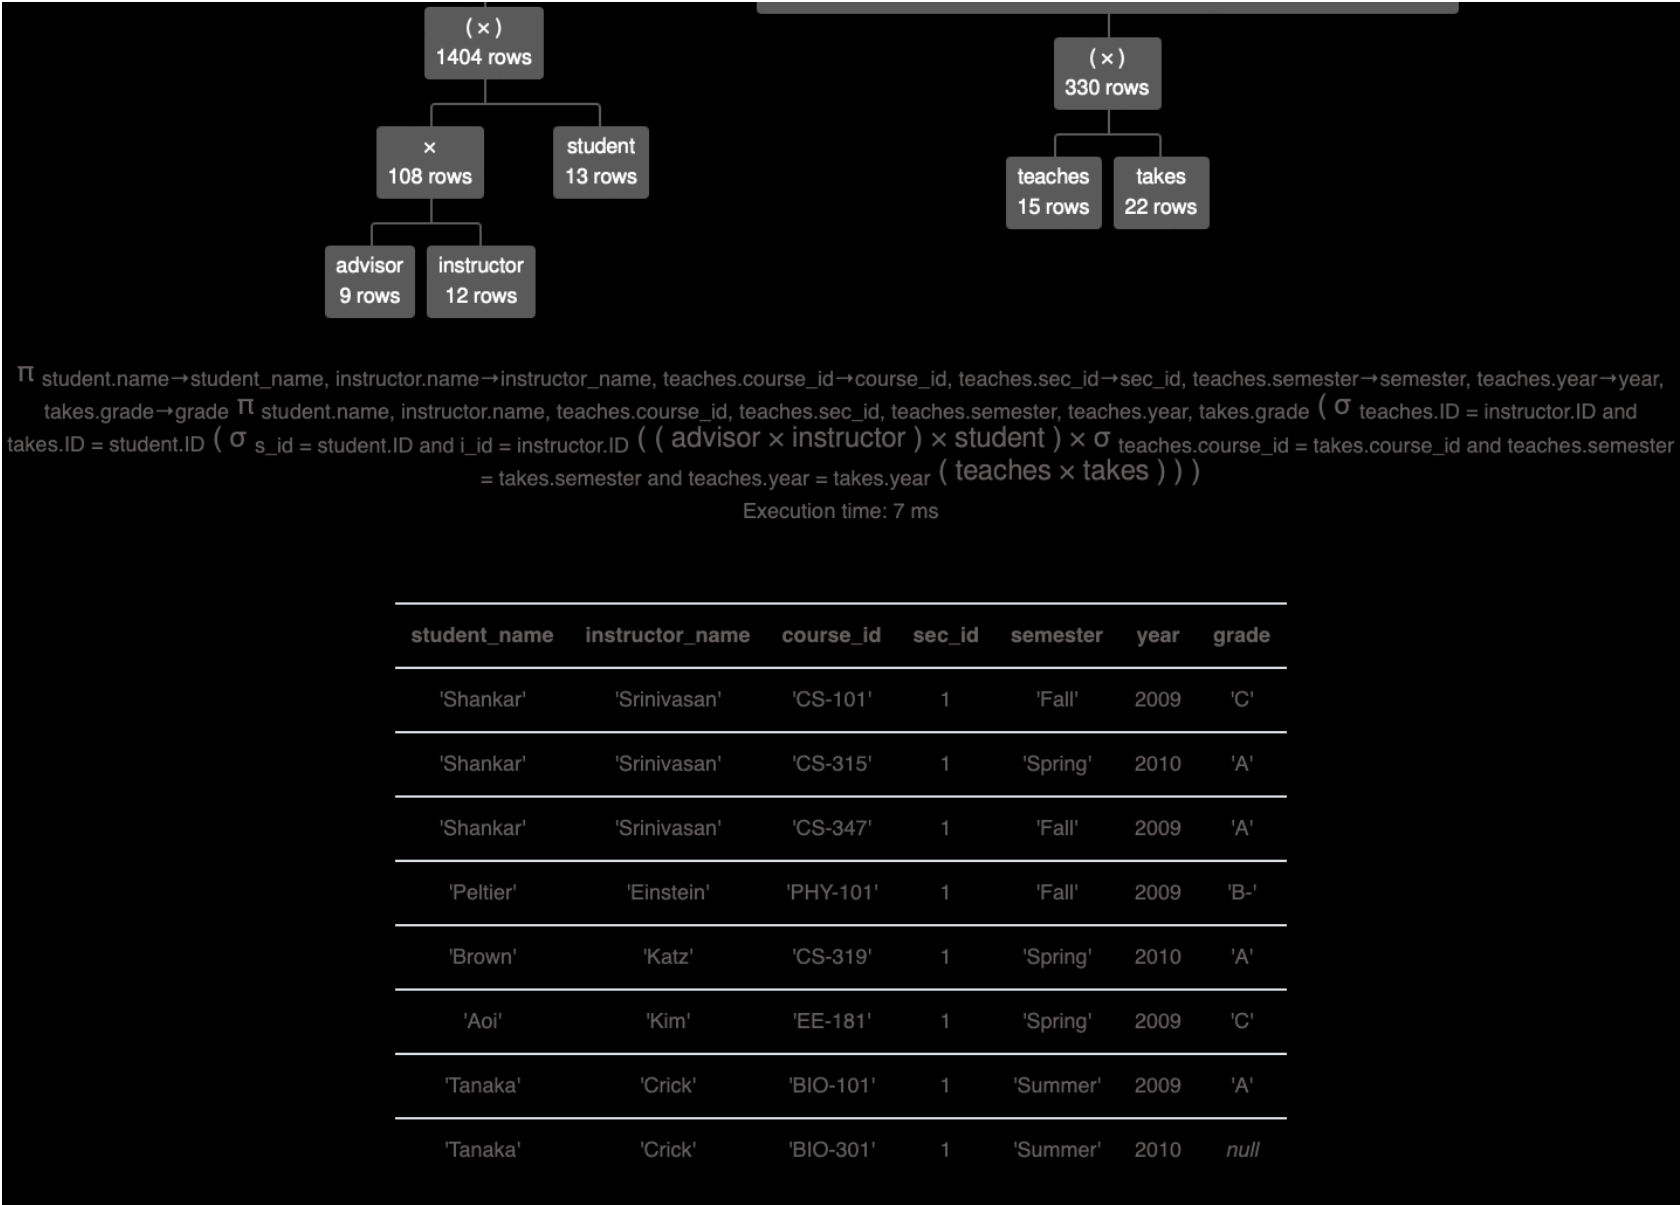 ( × )
1404 rows
( × )
330 rows
×
108 rows
student
13 rows
teaches
15 rows
takes
22 rows
advisor
9 rows
instructor
12 rows
π student.name→student_name, instructor.name→instructor_name, teaches.course_id→course_id, teaches.sec_id→sec_id, teaches.semester→semester, teaches.year→year,
takes.grade→grade π student.name, instructor.name, teaches.course_id, teaches.sec_id, teaches.semester, teaches.year, takes.grade ( σ teaches.ID = instructor.ID and
takes.ID = student.ID ( σ s_id = student.ID and i_id = instructor.ID ( ( advisor × instructor ) × student ) × σ teaches.course_id = takes.course_id and teaches.semester
= takes.semester and teaches.year = takes.year ( teaches × takes ) ) )
Execution time: 7 ms
student_name instructor_name course_id sec_id semester year grade
'Shankar' 'Srinivasan' 'CS-101' 1 'Fall' 2009 'C'
'Shankar' 'Srinivasan' 'CS-315' 1 'Spring' 2010 'A'
'Shankar' 'Srinivasan' 'CS-347' 1 'Fall' 2009 'A'
'Peltier' 'Einstein' 'PHY-101' 1 'Fall' 2009 'B-'
'Brown' 'Katz' 'CS-319' 1 'Spring' 2010 'A'
'Aoi' 'Kim' 'EE-181' 1 'Spring' 2009 'C'
'Tanaka' 'Crick' 'BIO-101' 1 'Summer' 2009 'A'
'Tanaka' 'Crick' 'BIO-301' 1 'Summer' 2010 null